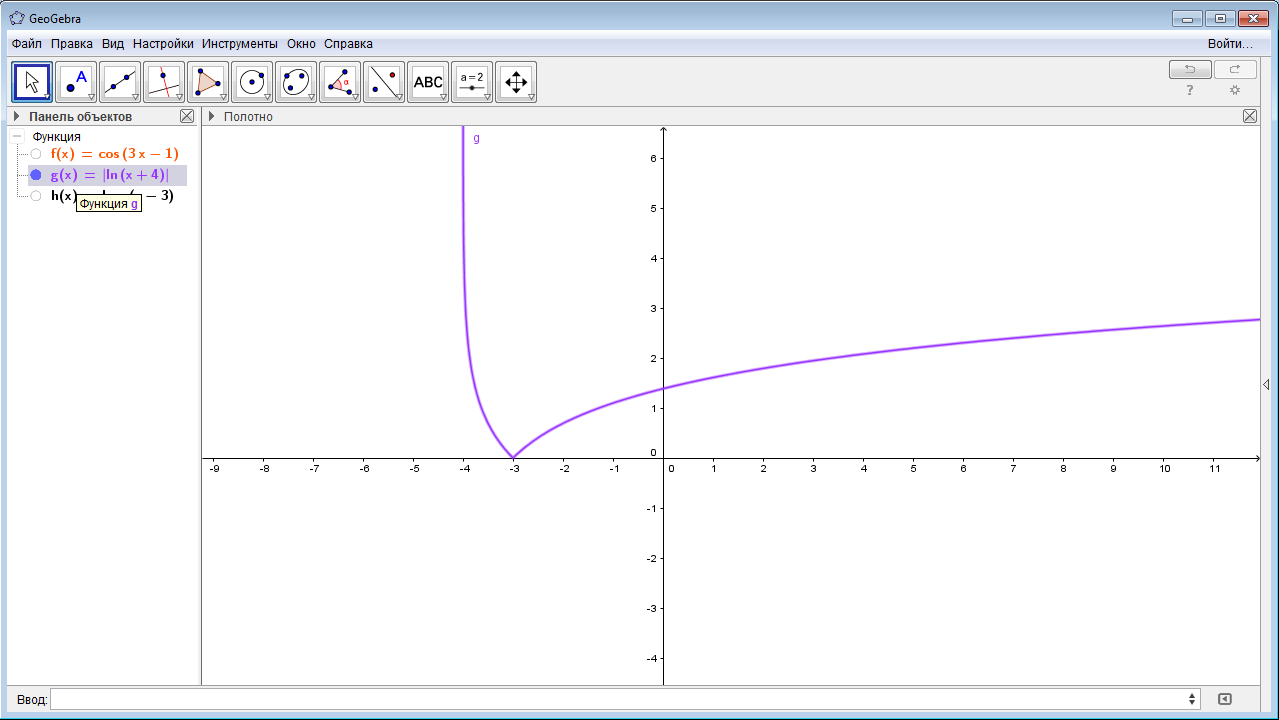 GeoGebra
Файл Правка Вид Настройки Инструменты Окно Справка Войти...
A α ABC a=2 ?
Панель объектов Полотно
Функция
f(x) = cos (3 x − 1)
g(x) = |ln (x + 4)|
h(x) − 3)
Функция g
g
6
5
4
3
2
1
0
-9 -8 -7 -6 -5 -4 -3 -2 -1 0 1 2 3 4 5 6 7 8 9 10 11
-1
-2
-3
-4
Ввод: